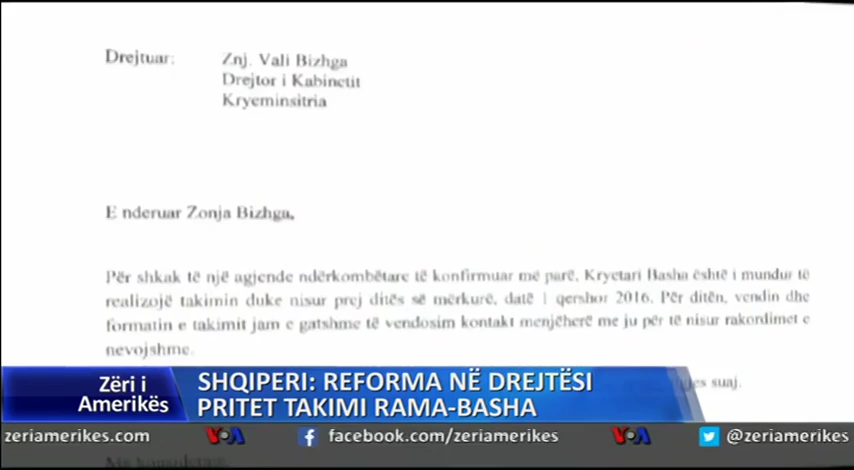 Drejtuar: Znj. Vali Bizhga
Drejtor i Kabinetit
Kryeminsitria
E nderuar Zonja Bizhga,
Për shkak të një agjende ndërkombëtare të konfirmuar më parë, Kryetari Basha është i mundur të
realizojë takimin duke nisur prej ditës së mërkurë, datë 1 qershor 2016. Për ditën, vendin dhe
formatin e takimit jam e gatshme të vendosim kontakt menjëherë me ju për të nisur rakordimet e
nevojshme.
suaj.
Zëri i
Amerikës
SHQIPERI: REFORMA NË DREJTËSI
PRITET TAKIMI RAMA-BASHA
zeriamerikes.com VOA facebook.com/zeriamerikes VOA @zeriamerikes